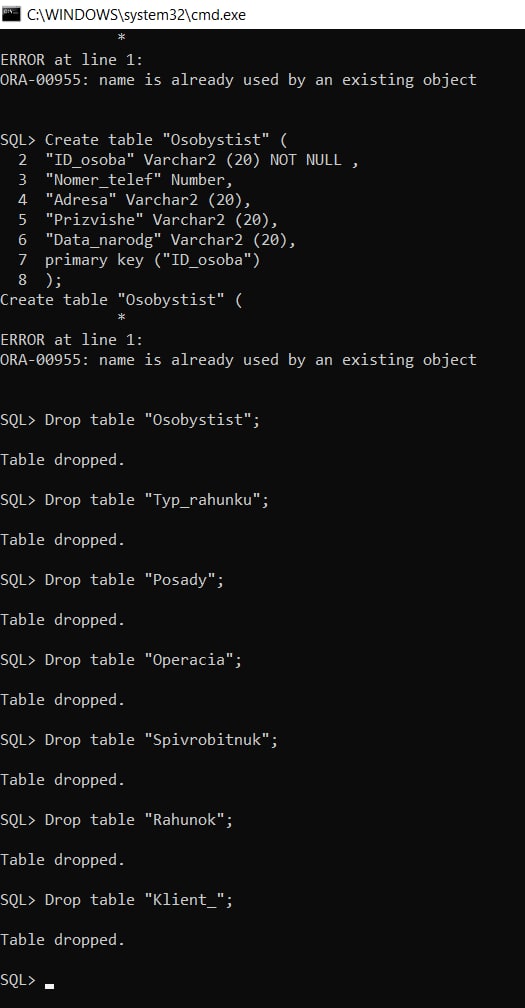 C:\WINDOWS\system32\cmd.exe
*
ERROR at line 1:
ORA-00955: name is already used by an existing object
SQL> Create table "Osobystist" (
2 "ID_osoba" Varchar2 (20) NOT NULL ,
3 "Nomer_telef" Number,
4 "Adresa" Varchar2 (20),
5 "Prizvishe" Varchar2 (20),
6 "Data_narodg" Varchar2 (20),
7 primary key ("ID_osoba")
8 );
Create table "Osobystist" (
*
ERROR at line 1:
ORA-00955: name is already used by an existing object
SQL> Drop table "Osobystist";
Table dropped.
SQL> Drop table "Typ_rahunku";
Table dropped.
SQL> Drop table "Posady";
Table dropped.
SQL> Drop table "Operacia";
Table dropped.
SQL> Drop table "Spivrobitnuk";
Table dropped.
SQL> Drop table "Rahunok";
Table dropped.
SQL> Drop table "Klient_";
Table dropped.
SQL>